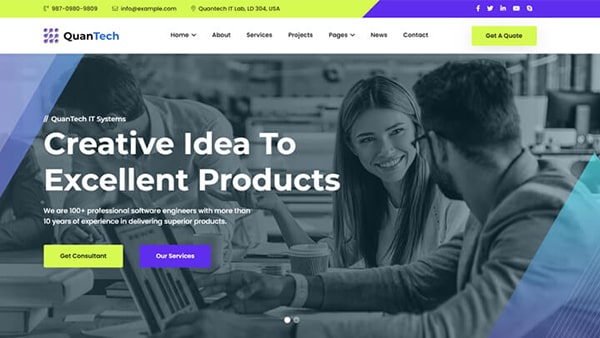 987-0980-9809 info@example.com Quantech IT Lab, LD 304, USA
QuanTech Home About Services Projects Pages News Contact Get A Quote
// QuanTech IT Systems
Creative Idea To
Excellent Products
We are 100+ professional software engineers with more than
10 years of experience in delivering superior products.
Get Consultant Our Services